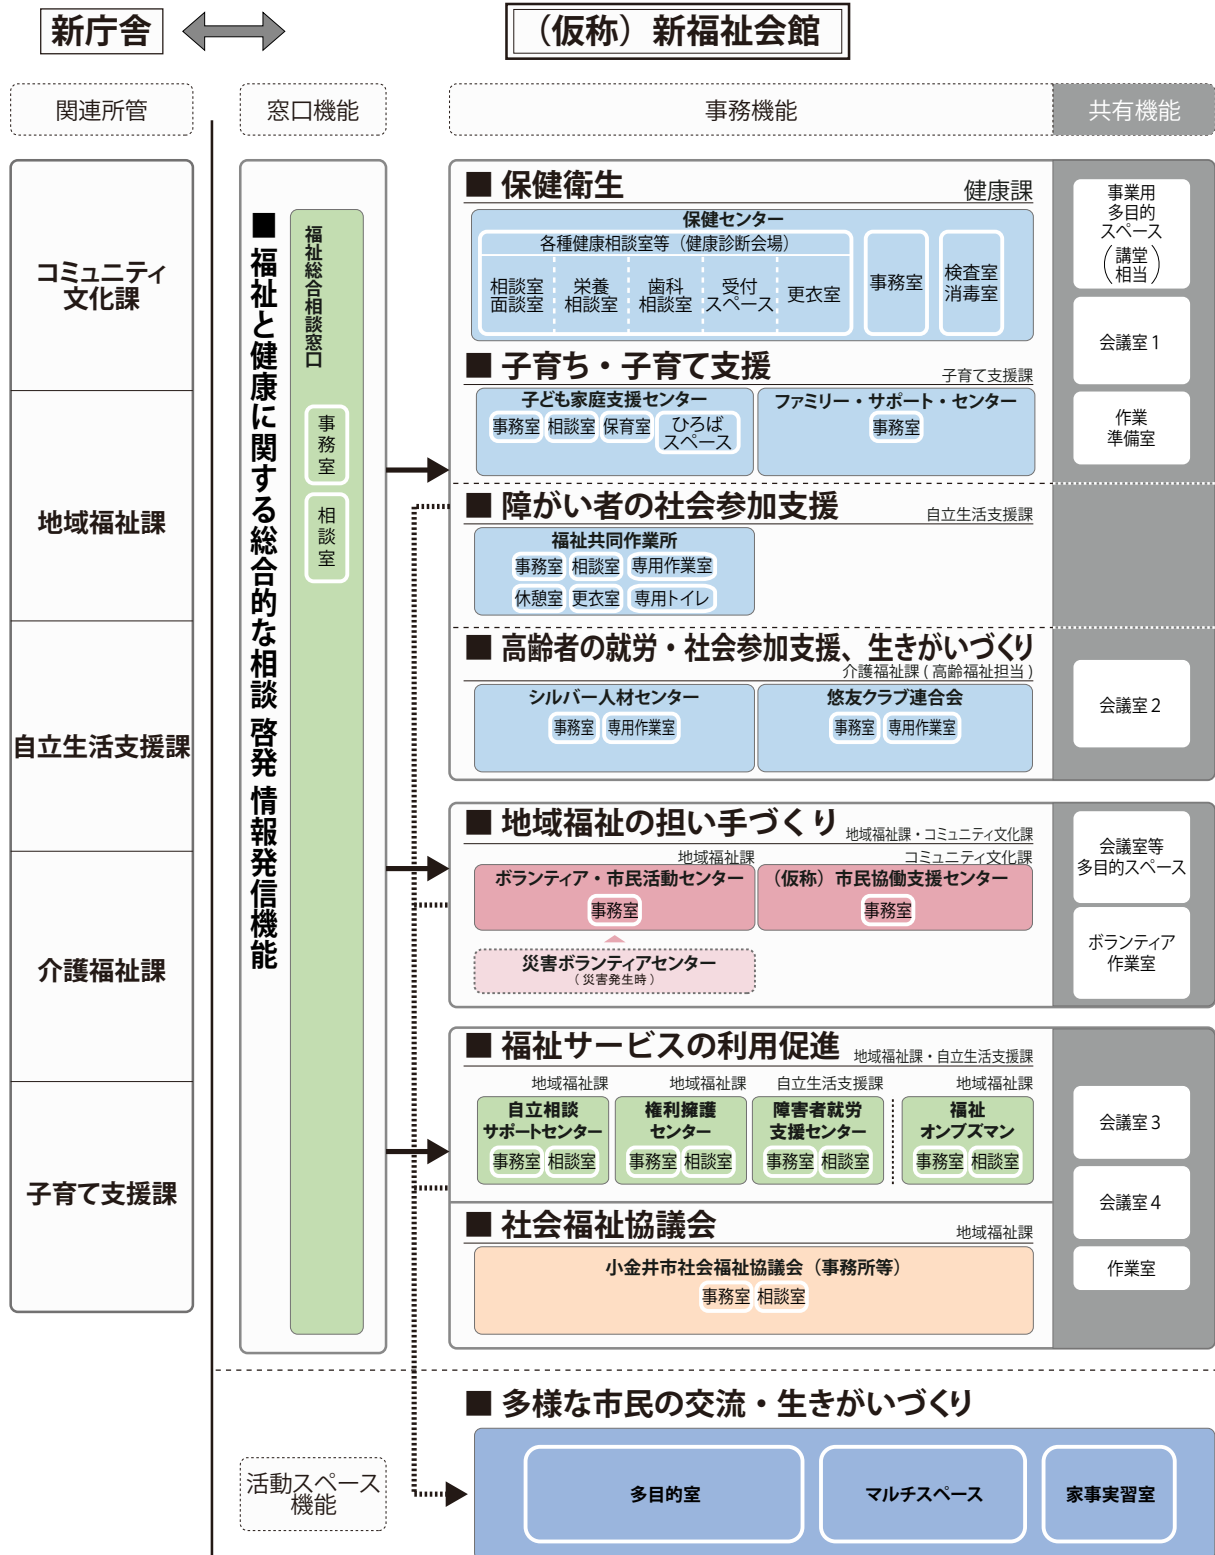 新庁舎
（仮称）新福祉会館
関連所管
窓口機能
事務機能
共有機能
コミュニティ
文化課
地域福祉課
自立生活支援課
介護福祉課
子育て支援課
■ 福祉と健康に関する総合的な相談 啓発 情報発信機能
福祉総合相談窓口
事務室
相談室
■ 保健衛生
健康課
保健センター
各種健康相談室等（健康診断会場）
相談室
面談室
栄養
相談室
歯科
相談室
受付
スペース
更衣室
事務室
検査室
消毒室
■ 子育ち・子育て支援
子育て支援課
子ども家庭支援センター
事務室
相談室
保育室
ひろば
スペース
ファミリー・サポート・センター
事務室
■ 障がい者の社会参加支援
自立生活支援課
福祉共同作業所
事務室
相談室
専用作業室
休憩室
更衣室
専用トイレ
■ 高齢者の就労・社会参加支援、生きがいづくり
介護福祉課 ( 高齢福祉担当 )
シルバー人材センター
事務室
専用作業室
悠友クラブ連合会
事務室
専用作業室
事業用
多目的
スペース
（講堂
相当）
会議室 1
作業
準備室
会議室 2
■ 地域福祉の担い手づくり
地域福祉課・コミュニティ文化課
地域福祉課
ボランティア・市民活動センター
事務室
コミュニティ文化課
（仮称）市民協働支援センター
事務室
災害ボランティアセンター
（ 災害発生時 ）
会議室等
多目的スペース
ボランティア
作業室
■ 福祉サービスの利用促進
地域福祉課・自立生活支援課
地域福祉課
自立相談
サポートセンター
事務室
相談室
地域福祉課
権利擁護
センター
事務室
相談室
自立生活支援課
障害者就労
支援センター
事務室
相談室
地域福祉課
福祉
オンブズマン
事務室
相談室
■ 社会福祉協議会
地域福祉課
小金井市社会福祉協議会（事務所等）
事務室
相談室
会議室 3
会議室 4
作業室
■ 多様な市民の交流・生きがいづくり
活動スペース
機能
多目的室
マルチスペース
家事実習室